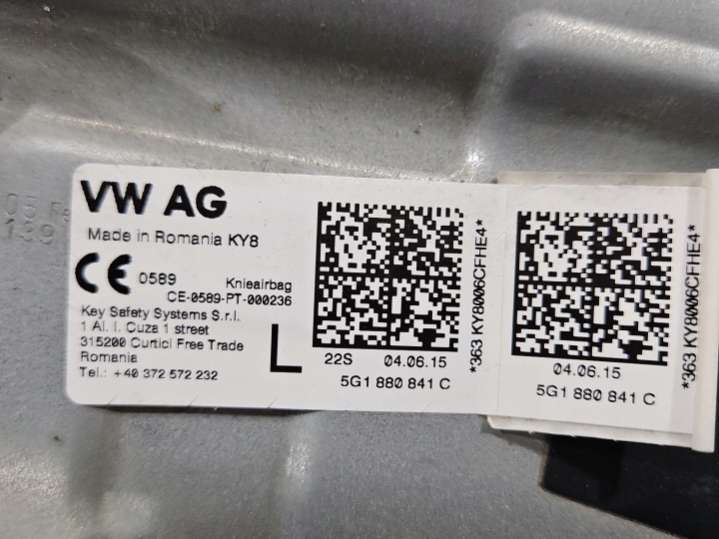 VW AG
Made in Romania KY8
CE 0589 Knieairbag
CE-0589-PT-000236
Key Safety Systems S.r.l.
1 Al. I. Cuza 1 street
315200 Curtici Free Trade
Romania
Tel.: +40 372 572 232
L
22S 04.06.15
5G1 880 841 C
*363 KY8006CFHE4*
04.06.15
5G1 880 841 C
*363 KY8006CFHE4*
139